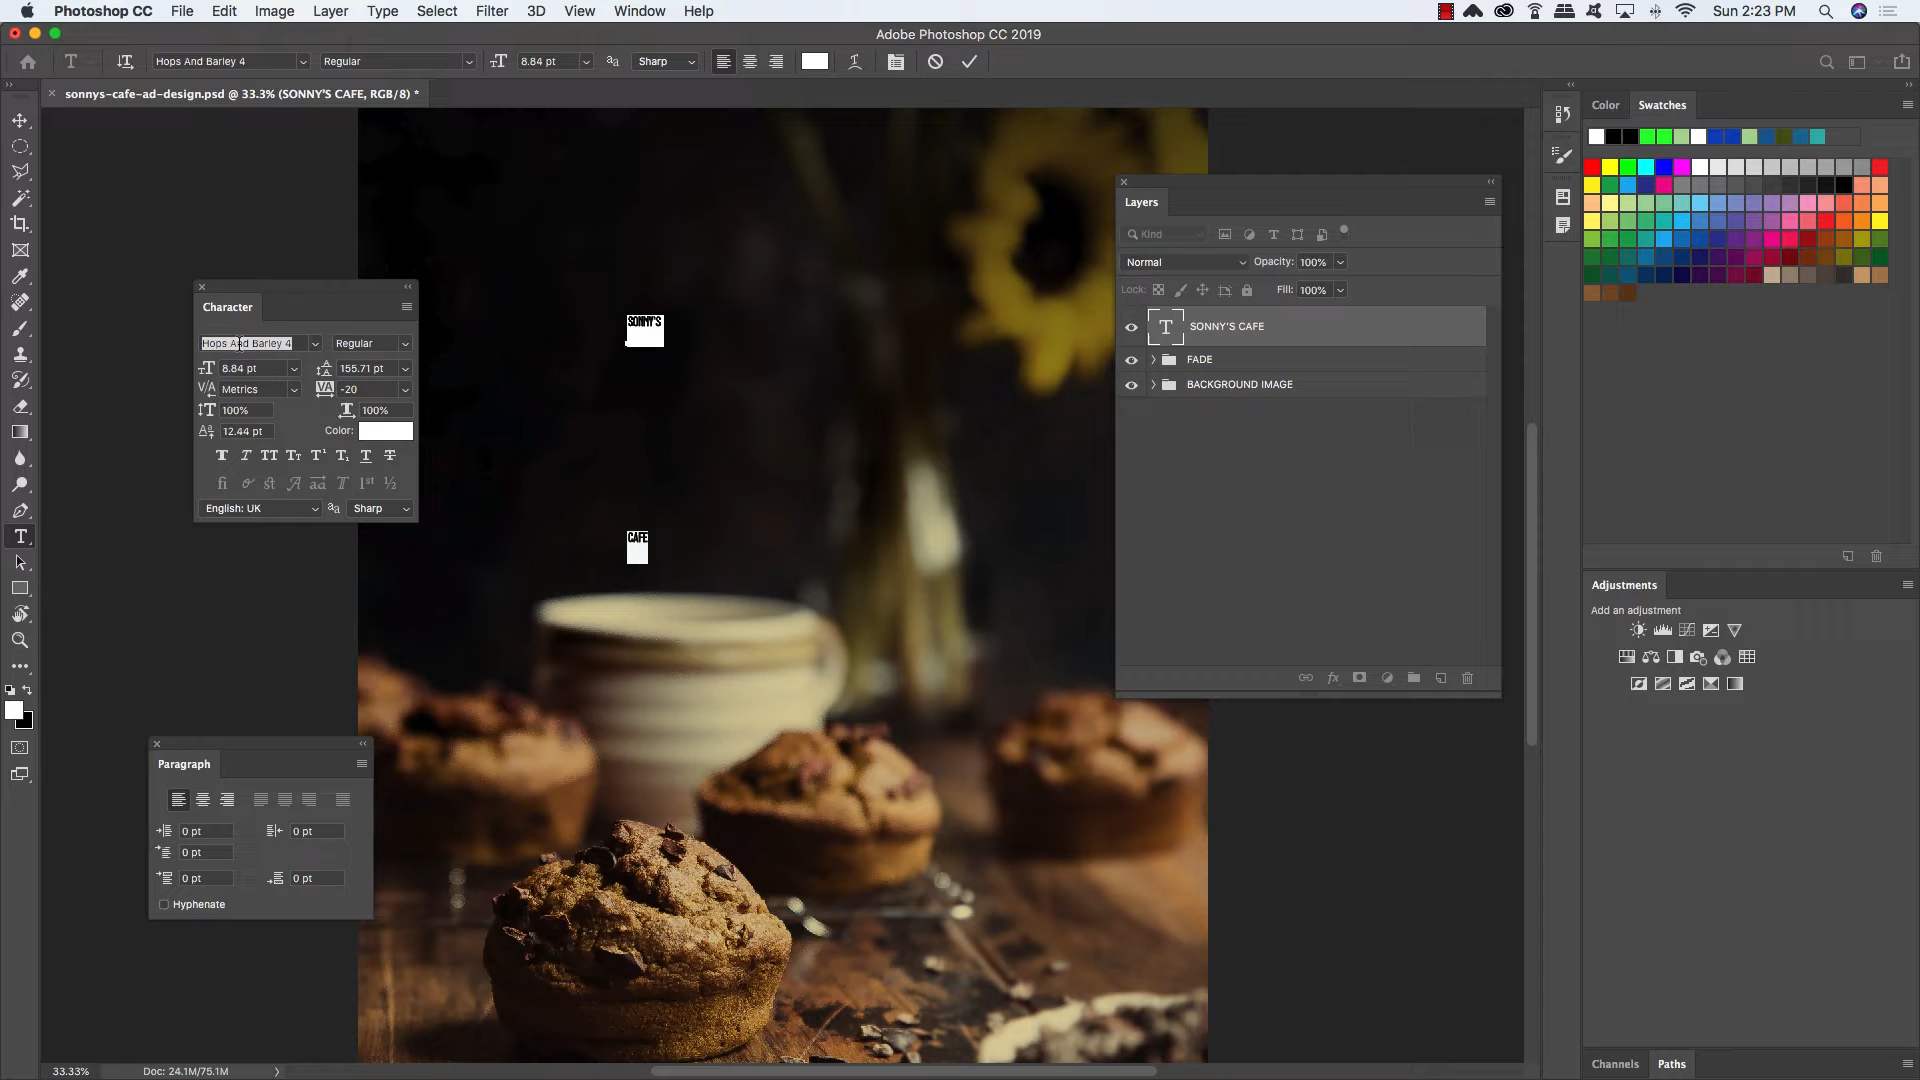 Photoshop CC File Edit Image Layer Type Select Filter 3D View Window Help Sun 2:23 PM
Adobe Photoshop CC 2019
Hops And Barley 4 Regular 8.84 pt Sharp
sonnys-cafe-ad-design.psd @ 33.3% (SONNY'S CAFE, RGB/8) *
Color Swatches
Layers
Kind
Normal Opacity: 100%
Lock: Fill: 100%
SONNY'S CAFE
FADE
BACKGROUND IMAGE
Character
Hops And Barley 4 Regular
8.84 pt 155.71 pt
Metrics -20
100% 100%
12.44 pt Color:
English: UK Sharp
SONNY'S
CAFE
Adjustments
Add an adjustment
Paragraph
0 pt 0 pt
0 pt
0 pt 0 pt
Hyphenate
Channels Paths
33.33% Doc: 24.1M/75.1M